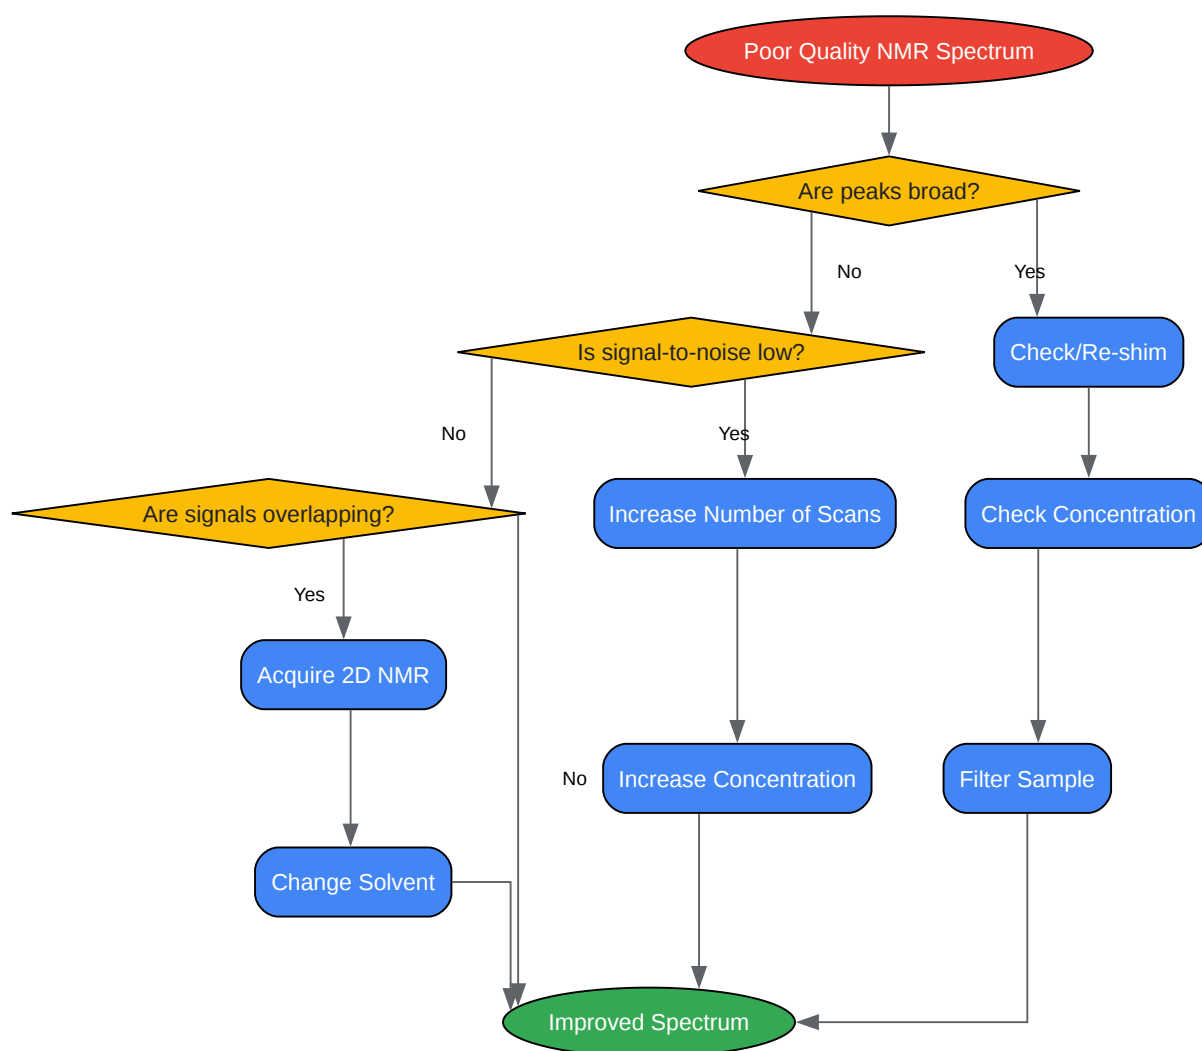 Poor Quality NMR Spectrum
Are peaks broad?
No
Yes
Is signal-to-noise low?
Check/Re-shim
No
Yes
Are signals overlapping?
Increase Number of Scans
Check Concentration
Yes
Acquire 2D NMR
No
Increase Concentration
Filter Sample
Change Solvent
Improved Spectrum